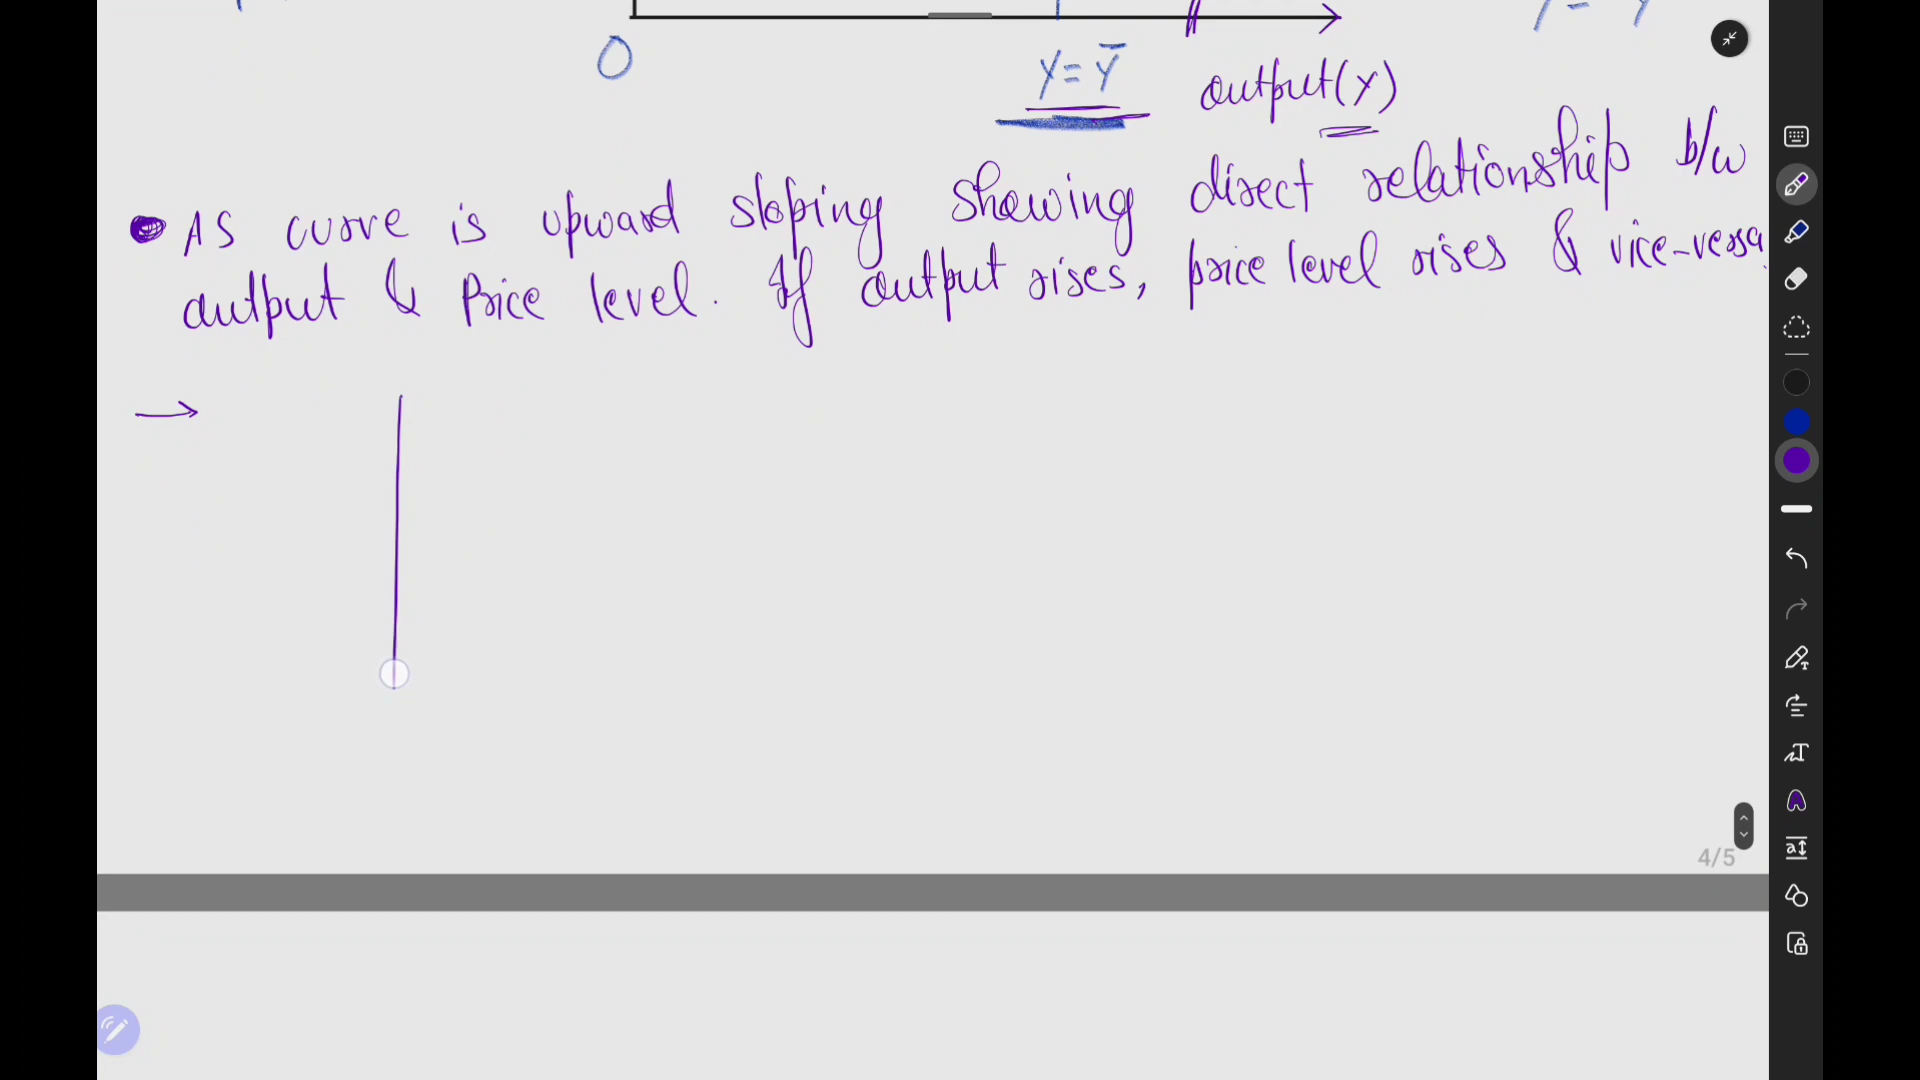 0
Y = Ȳ
output (Y)
AS curve is upward sloping showing direct relationship b/w
output & Price level. If output rises, price level rises & vice-versa.
4/5